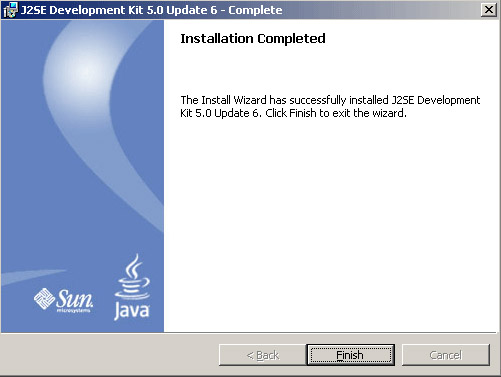 J2SE Development Kit 5.0 Update 6 - Complete
Installation Completed
The Install Wizard has successfully installed J2SE Development
Kit 5.0 Update 6. Click Finish to exit the wizard.
Sun
microsystems
Java
< Back
Finish
Cancel